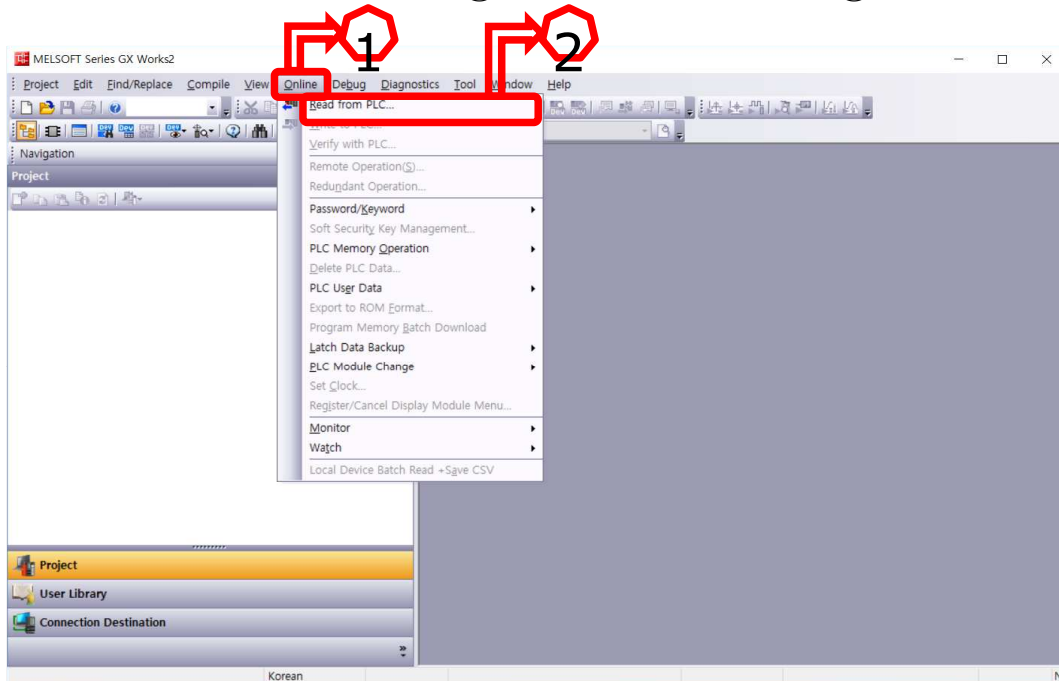 1 2
MELSOFT Series GX Works2
Project Edit Find/Replace Compile View Online Debug Diagnostics Tool Window Help
Read from PLC...
Write to PLC...
Navigation
Verify with PLC...
Project
Remote Operation(S)...
Redundant Operation...
Password/Keyword
Soft Security Key Management...
PLC Memory Operation
Delete PLC Data...
PLC User Data
Export to ROM Format...
Program Memory Batch Download
Latch Data Backup
PLC Module Change
Set Clock...
Register/Cancel Display Module Menu...
Monitor
Watch
Local Device Batch Read +Save CSV
Project
User Library
Connection Destination
Korean